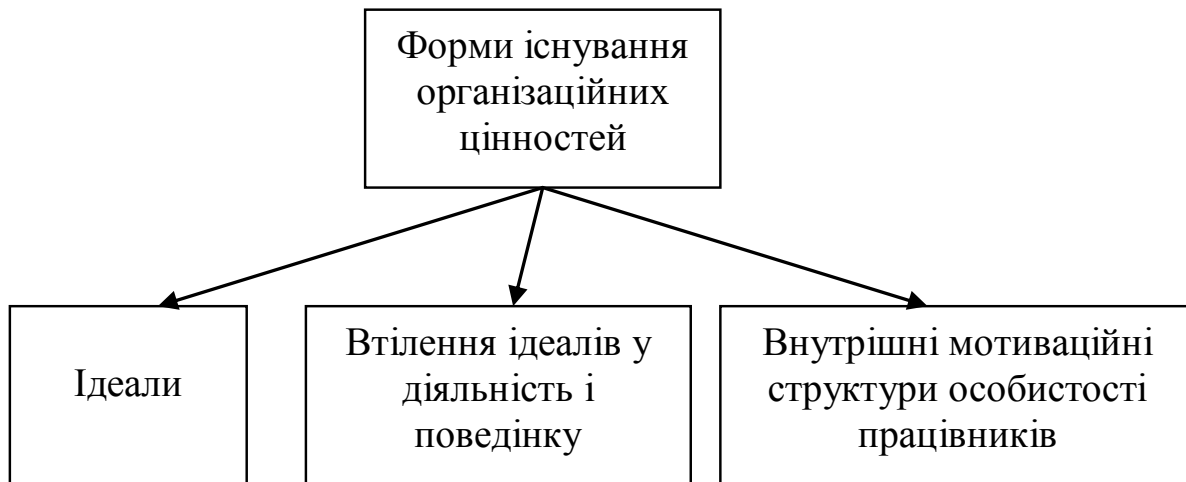 Форми існування
організаційних
цінностей
Ідеали
Втілення ідеалів у
діяльність і
поведінку
Внутрішні мотиваційні
структури особистості
працівників